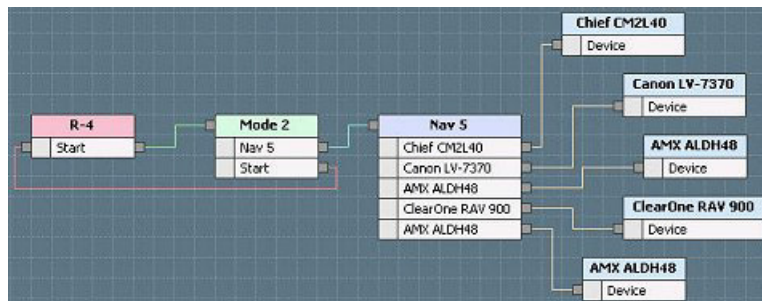 Chief CM2L40
Device
Canon LV-7370
Device
R-4
Start
Mode 2
Nav 5
Start
Nav 5
Chief CM2L40
Canon LV-7370
AMX ALDH48
ClearOne RAV 900
AMX ALDH48
AMX ALDH48
Device
ClearOne RAV 900
Device
AMX ALDH48
Device